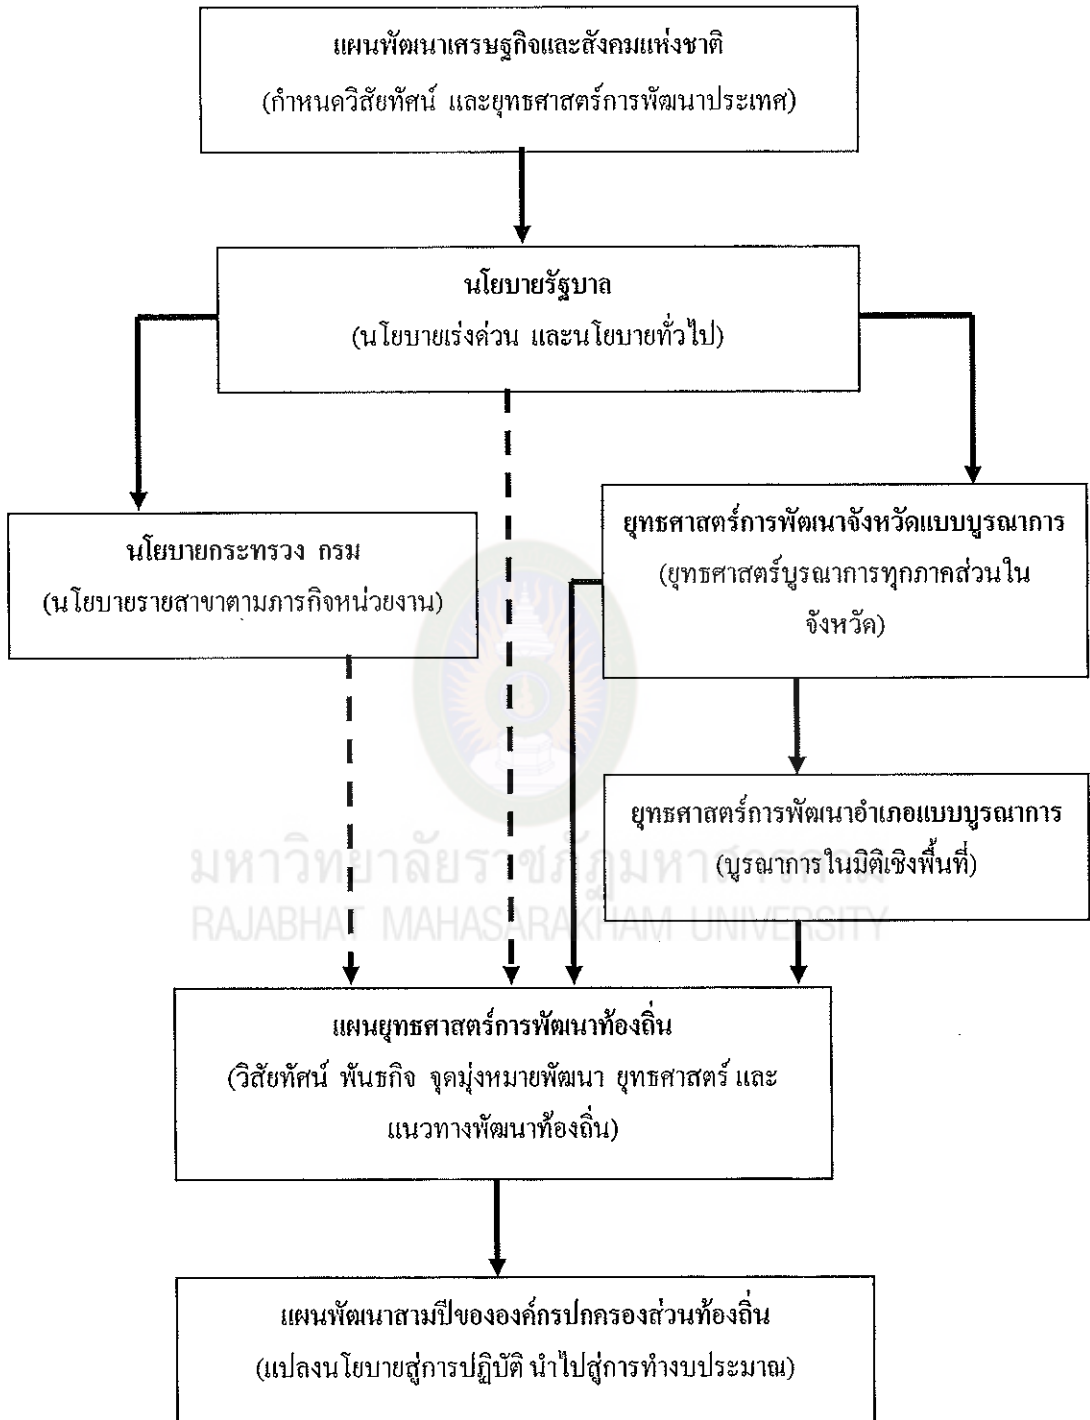 แผนพัฒนาเศรษฐกิจและสังคมแห่งชาติ
(กำหนดวิสัยทัศน์ และยุทธศาสตร์การพัฒนาประเทศ)
นโยบายรัฐบาล
(นโยบายเร่งด่วน และนโยบายทั่วไป)
นโยบายกระทรวง กรม
(นโยบายรายสาขาตามภารกิจหน่วยงาน)
ยุทธศาสตร์การพัฒนาจังหวัดแบบบูรณาการ
(ยุทธศาสตร์บูรณาการทุกภาคส่วนใน
จังหวัด)
ยุทธศาสตร์การพัฒนาอำเภอแบบบูรณาการ
(บูรณาการในมิติเชิงพื้นที่)
มหาวิทยาลัยราชภัฏมหาสารคาม
RAJABHAT MAHASARAKHAM UNIVERSITY
แผนยุทธศาสตร์การพัฒนาท้องถิ่น
(วิสัยทัศน์ พันธกิจ จุดมุ่งหมายพัฒนา ยุทธศาสตร์ และ
แนวทางพัฒนาท้องถิ่น)
แผนพัฒนาสามปีขององค์กรปกครองส่วนท้องถิ่น
(แปลงนโยบายสู่การปฏิบัติ นำไปสู่การทำงบประมาณ)